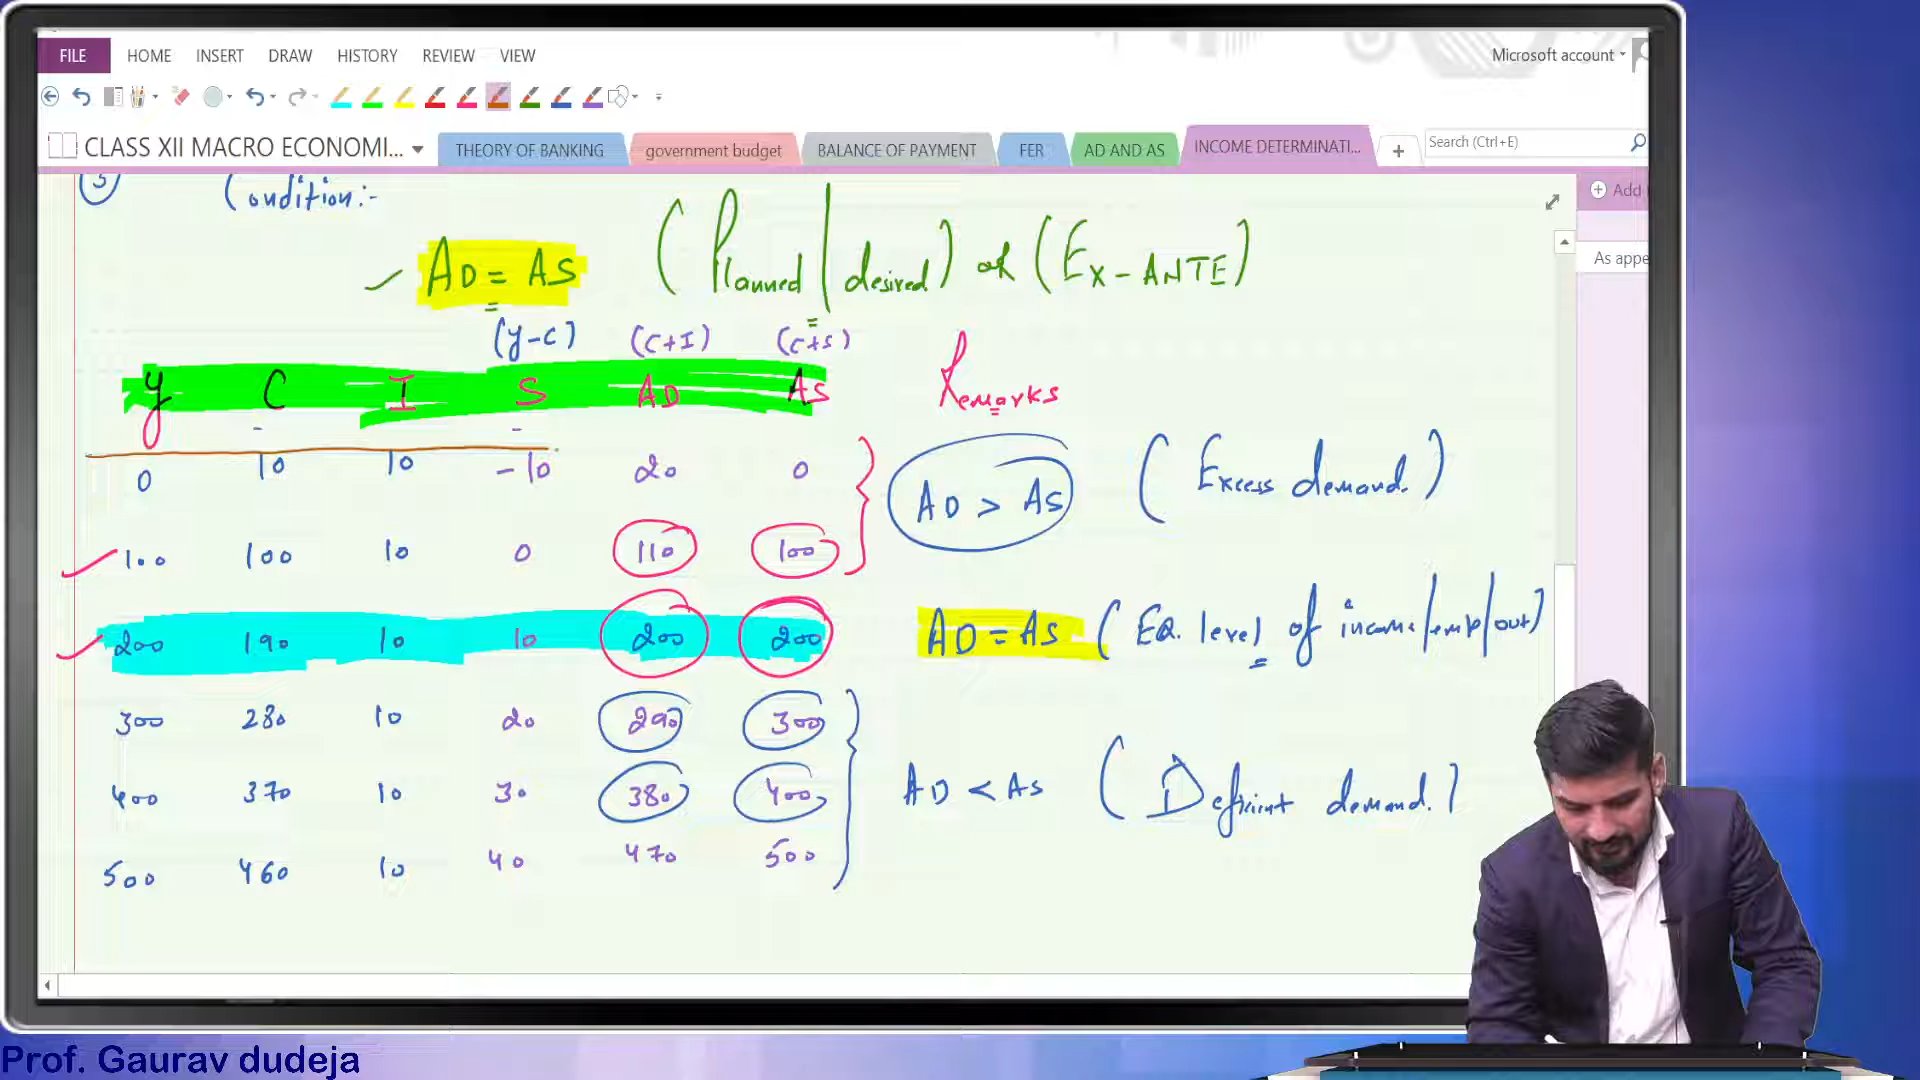 FILE HOME INSERT DRAW HISTORY REVIEW VIEW Microsoft account
CLASS XII MACRO ECONOMI... THEORY OF BANKING government budget BALANCE OF PAYMENT FER AD AND AS INCOME DETERMINATI... Search (Ctrl+E)
Add
As appe
③ Condition:-
AD = AS (Planned/desired) or (EX-ANTE)
(y-c) (C+I) (C+S)
y C I S AD AS Remarks
0 10 10 -10 20 0 AD > AS (Excess demand.)
100 100 10 0 110 100
200 190 10 10 200 200 AD = AS (EQ. level of income/emp/out)
300 280 10 20 290 300
400 370 10 30 380 400 AD < AS (Deficient demand.)
500 460 10 40 470 500
Prof. Gaurav dudeja